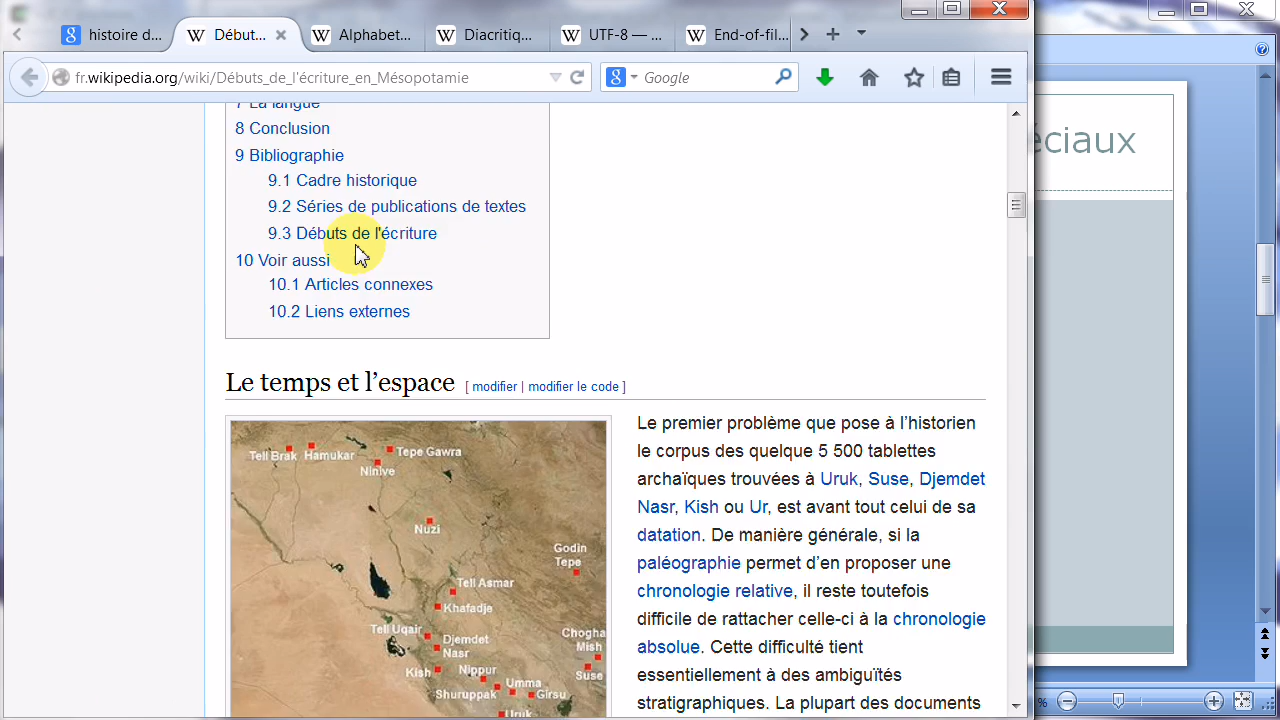 histoire d...
Début...
Alphabet...
Diacritiq...
UTF-8 — ...
End-of-fil...
fr.wikipedia.org/wiki/Débuts_de_l'écriture_en_Mésopotamie
Google
7 La langue
8 Conclusion
9 Bibliographie
9.1 Cadre historique
9.2 Séries de publications de textes
9.3 Débuts de l'écriture
10 Voir aussi
10.1 Articles connexes
10.2 Liens externes
Le temps et l'espace [ modifier | modifier le code ]
Tell Brak
Hamukar
Tepe Gawra
Ninive
Nuzi
Godin
Tepe
Tell Asmar
Khafadje
Tell Uqair
Djemdet
Nasr
Chogha
Mish
Kish
Nippur
Suse
Umma
Shuruppak
Girsu
Uruk
Le premier problème que pose à l'historien
le corpus des quelque 5 500 tablettes
archaïques trouvées à Uruk, Suse, Djemdet
Nasr, Kish ou Ur, est avant tout celui de sa
datation. De manière générale, si la
paléographie permet d'en proposer une
chronologie relative, il reste toutefois
difficile de rattacher celle-ci à la chronologie
absolue. Cette difficulté tient
essentiellement à des ambiguïtés
stratigraphiques. La plupart des documents
éciaux
%